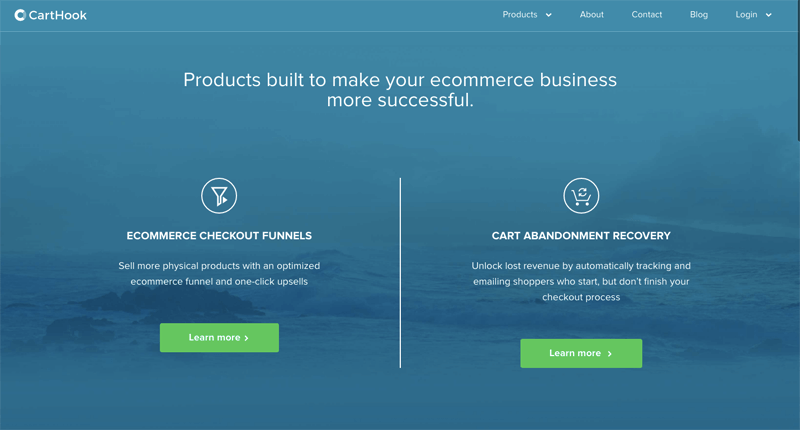 CartHook
Products
About
Contact
Blog
Login
Products built to make your ecommerce business
more successful.
ECOMMERCE CHECKOUT FUNNELS
Sell more physical products with an optimized
ecommerce funnel and one-click upsells
Learn more
CART ABANDONMENT RECOVERY
Unlock lost revenue by automatically tracking and
emailing shoppers who start, but don't finish your
checkout process
Learn more